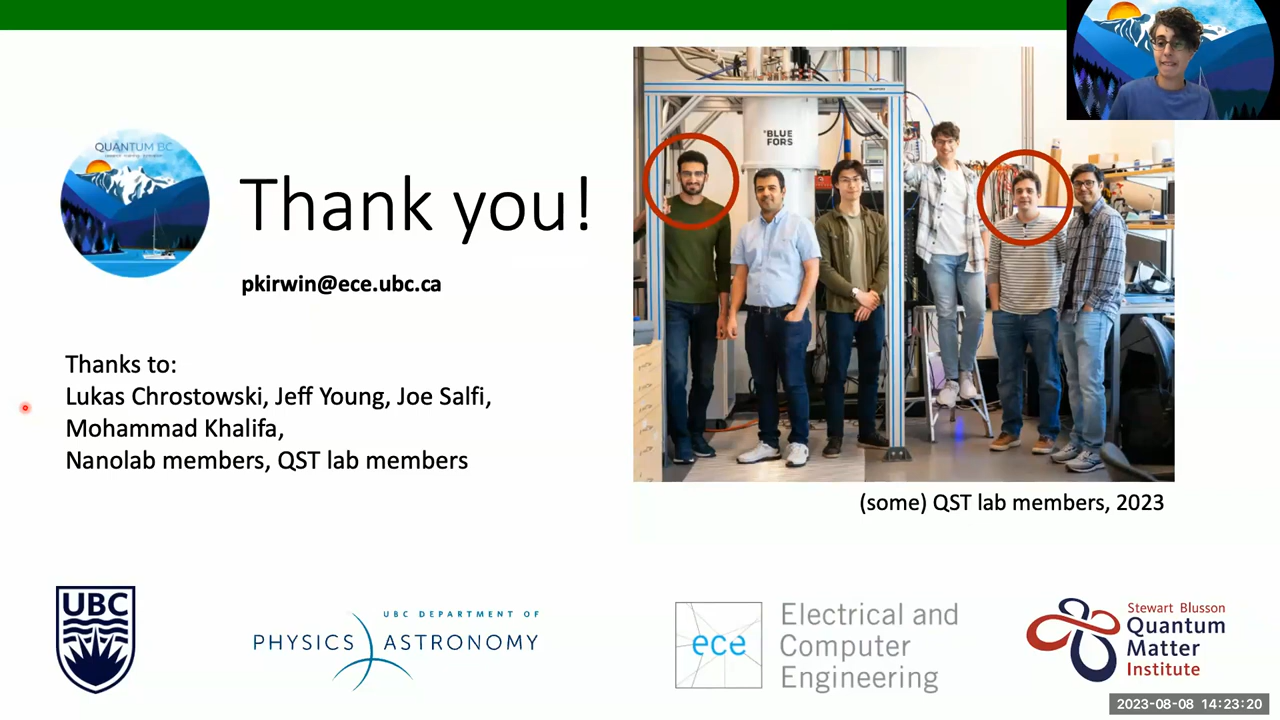 QUANTUM BC
Thank you!
pkirwin@ece.ubc.ca
Thanks to:
Lukas Chrostowski, Jeff Young, Joe Salfi,
Mohammad Khalifa,
Nanolab members, QST lab members
BLUE
FORS
(some) QST lab members, 2023
UBC
UBC DEPARTMENT OF
PHYSICS ASTRONOMY
ece
Electrical and
Computer
Engineering
Stewart Blusson
Quantum
Matter
Institute
2023-08-08 14:23:20